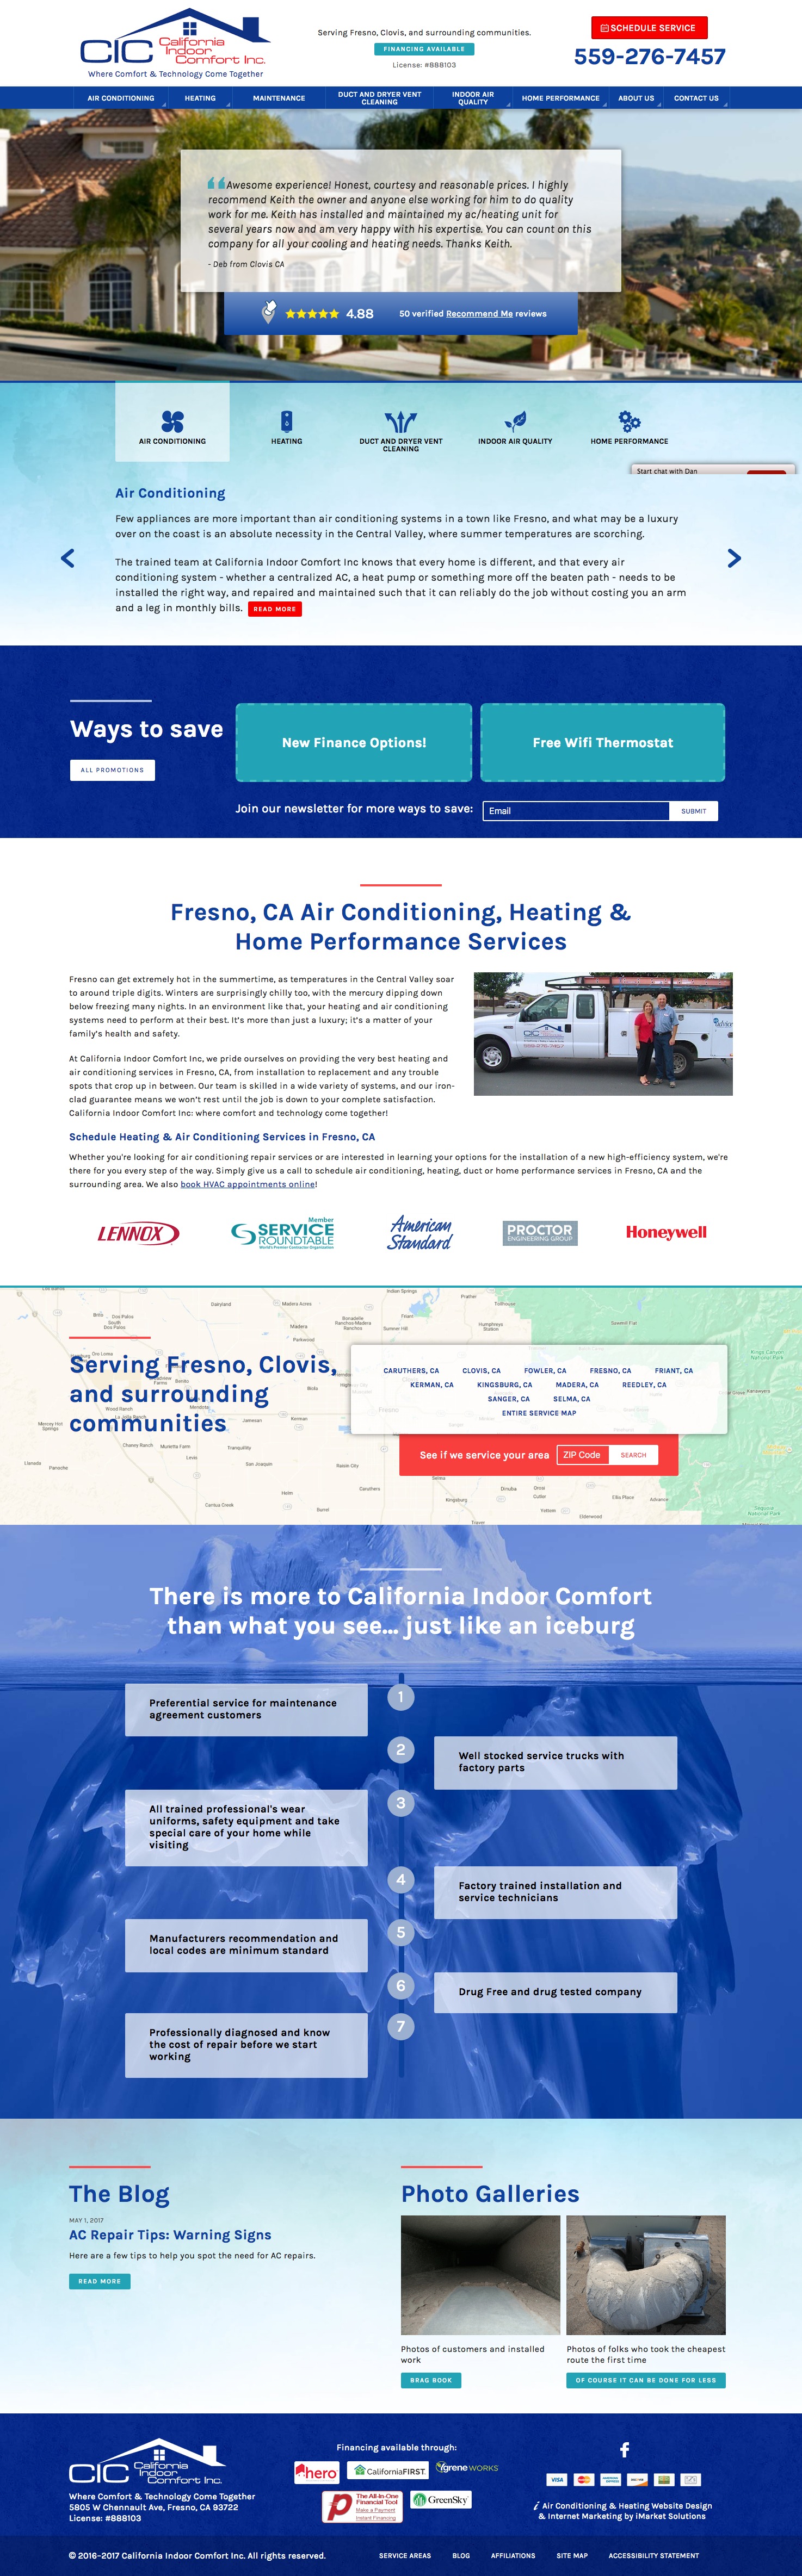 CIC California Indoor Comfort Inc.
Where Comfort & Technology Come Together
Serving Fresno, Clovis, and surrounding communities.
FINANCING AVAILABLE
License: #888103
SCHEDULE SERVICE
559-276-7457
AIR CONDITIONING
HEATING
MAINTENANCE
DUCT AND DRYER VENT
CLEANING
INDOOR AIR
QUALITY
HOME PERFORMANCE
ABOUT US
CONTACT US
Awesome experience! Honest, courtesy and reasonable prices. I highly
recommend Keith the owner and anyone else working for him to do quality
work for me. Keith has installed and maintained my ac/heating unit for
several years now and am very happy with his expertise. You can count on this
company for all your cooling and heating needs. Thanks Keith.
- Deb from Clovis CA
4.88
50 verified Recommend Me reviews
AIR CONDITIONING
HEATING
DUCT AND DRYER VENT
CLEANING
INDOOR AIR QUALITY
HOME PERFORMANCE
Start chat with Dan
Air Conditioning
Few appliances are more important than air conditioning systems in a town like Fresno, and what may be a luxury
over on the coast is an absolute necessity in the Central Valley, where summer temperatures are scorching.
The trained team at California Indoor Comfort Inc knows that every home is different, and that every air
conditioning system - whether a centralized AC, a heat pump or something more off the beaten path - needs to be
installed the right way, and repaired and maintained such that it can reliably do the job without costing you an arm
and a leg in monthly bills. READ MORE
Ways to save
ALL PROMOTIONS
New Finance Options!
Free Wifi Thermostat
Join our newsletter for more ways to save:
Email
SUBMIT
Fresno, CA Air Conditioning, Heating &
Home Performance Services
Fresno can get extremely hot in the summertime, as temperatures in the Central Valley soar
to around triple digits. Winters are surprisingly chilly too, with the mercury dipping down
below freezing many nights. In an environment like that, your heating and air conditioning
systems need to perform at their best. It's more than just a luxury; it's a matter of your
family's health and safety.
At California Indoor Comfort Inc, we pride ourselves on providing the very best heating and
air conditioning services in Fresno, CA, from installation to replacement and any trouble
spots that crop up in between. Our team is skilled in a wide variety of systems, and our iron-
clad guarantee means we won't rest until the job is down to your complete satisfaction.
California Indoor Comfort Inc: where comfort and technology come together!
Schedule Heating & Air Conditioning Services in Fresno, CA
Whether you're looking for air conditioning repair services or are interested in learning your options for the installation of a new high-efficiency system, we're
there for you every step of the way. Simply give us a call to schedule air conditioning, heating, duct or home performance services in Fresno, CA and the
surrounding area. We also book HVAC appointments online!
LENNOX
Member
SERVICE
ROUNDTABLE
World's Premier Contractor Organization
American
Standard
PROCTOR
ENGINEERING GROUP
Honeywell
Serving Fresno, Clovis,
and surrounding
communities
CARUTHERS, CA
CLOVIS, CA
FOWLER, CA
FRESNO, CA
FRIANT, CA
KERMAN, CA
KINGSBURG, CA
MADERA, CA
REEDLEY, CA
SANGER, CA
SELMA, CA
ENTIRE SERVICE MAP
See if we service your area
ZIP Code
SEARCH
There is more to California Indoor Comfort
than what you see... just like an iceburg
1
Preferential service for maintenance
agreement customers
2
Well stocked service trucks with
factory parts
3
All trained professional's wear
uniforms, safety equipment and take
special care of your home while
visiting
4
Factory trained installation and
service technicians
5
Manufacturers recommendation and
local codes are minimum standard
6
Drug Free and drug tested company
7
Professionally diagnosed and know
the cost of repair before we start
working
The Blog
MAY 1, 2017
AC Repair Tips: Warning Signs
Here are a few tips to help you spot the need for AC repairs.
READ MORE
Photo Galleries
Photos of customers and installed
work
BRAG BOOK
Photos of folks who took the cheapest
route the first time
OF COURSE IT CAN BE DONE FOR LESS
CIC California Indoor Comfort Inc.
Where Comfort & Technology Come Together
5805 W Chennault Ave, Fresno, CA 93722
License: #888103
Financing available through:
hero
CaliforniaFIRST
Ygrene WORKS
The All-In-One
Financial Tool
Make a Payment
Instant Financing
GreenSky
VISA
Air Conditioning & Heating Website Design
& Internet Marketing by iMarket Solutions
© 2016-2017 California Indoor Comfort Inc. All rights reserved.
SERVICE AREAS
BLOG
AFFILIATIONS
SITE MAP
ACCESSIBILITY STATEMENT